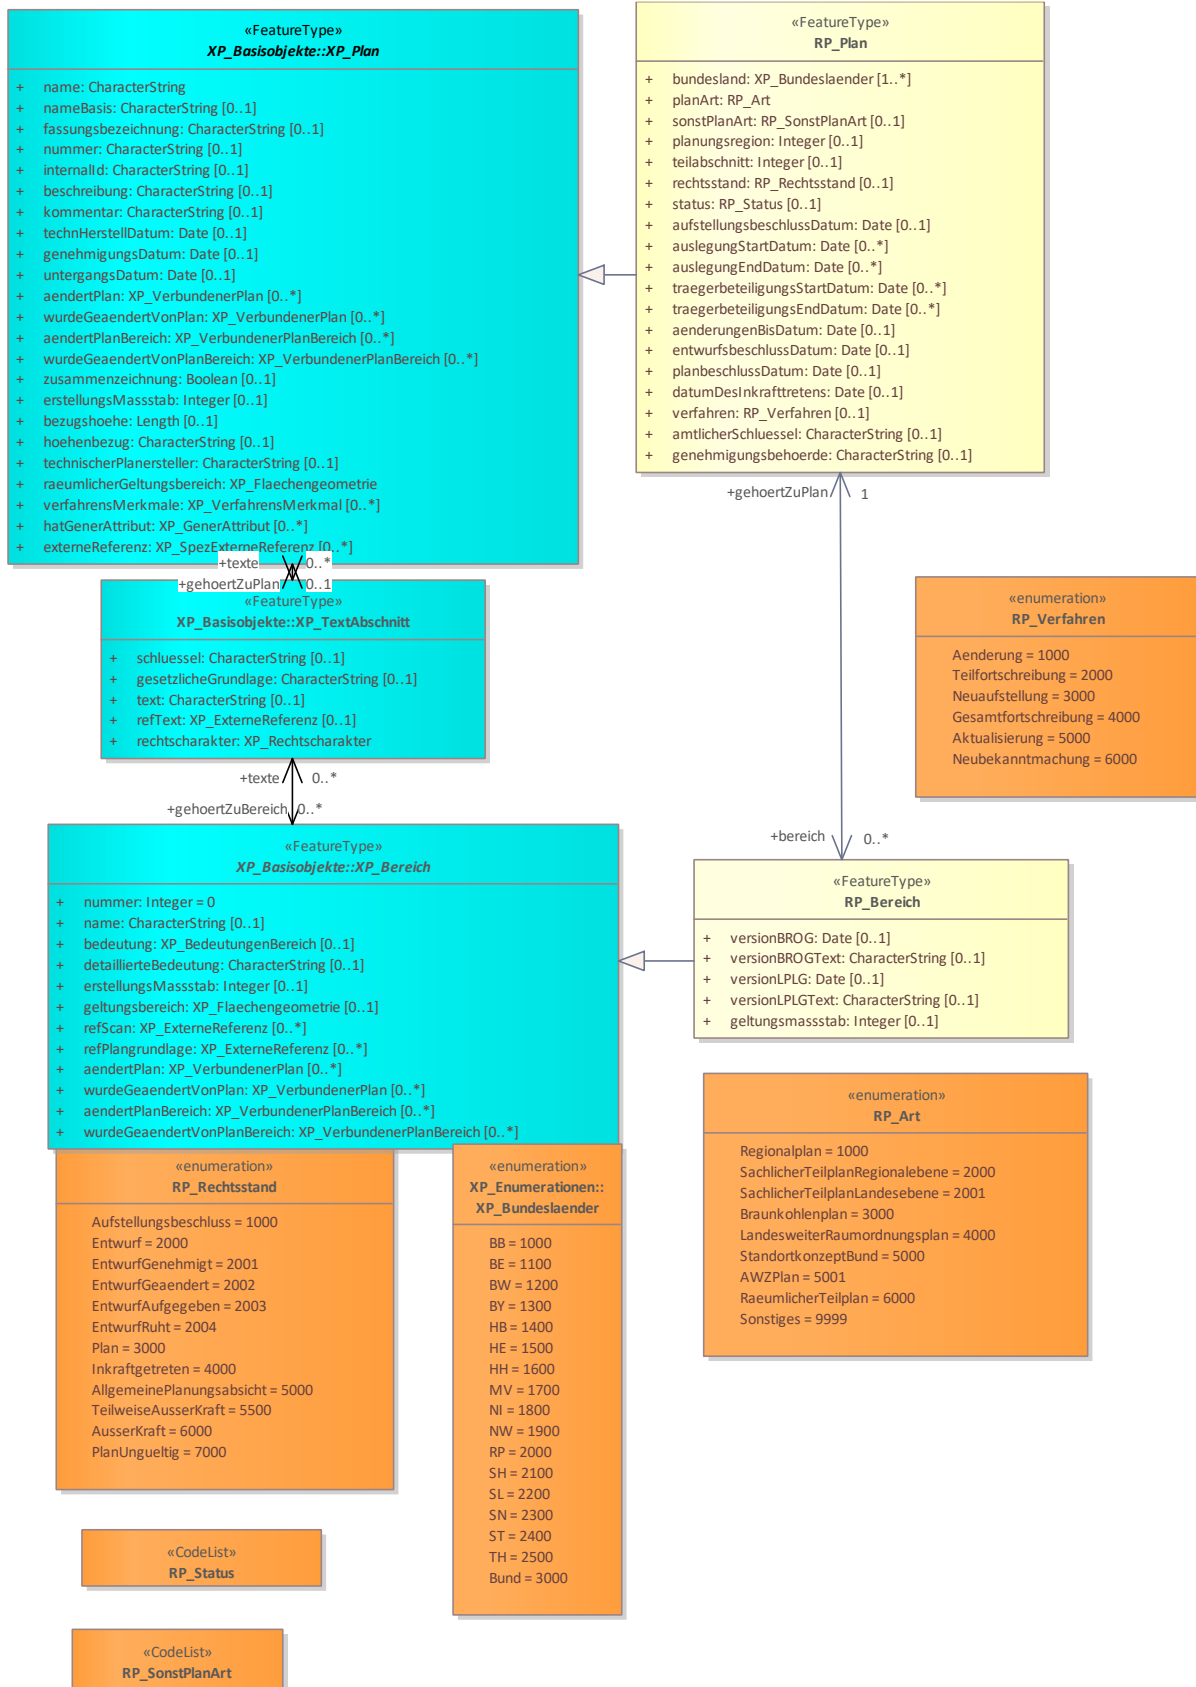 «FeatureType»
XP_Basisobjekte::XP_Plan
+ name: CharacterString
+ nameBasis: CharacterString [0..1]
+ fassungsbezeichnung: CharacterString [0..1]
+ nummer: CharacterString [0..1]
+ internalId: CharacterString [0..1]
+ beschreibung: CharacterString [0..1]
+ kommentar: CharacterString [0..1]
+ technHerstellDatum: Date [0..1]
+ genehmigungsDatum: Date [0..1]
+ untergangsDatum: Date [0..1]
+ aendertPlan: XP_VerbundenerPlan [0..*]
+ wurdeGeaendertVonPlan: XP_VerbundenerPlan [0..*]
+ aendertPlanBereich: XP_VerbundenerPlanBereich [0..*]
+ wurdeGeaendertVonPlanBereich: XP_VerbundenerPlanBereich [0..*]
+ zusammenzeichnung: Boolean [0..1]
+ erstellungsMassstab: Integer [0..1]
+ bezugshoehe: Length [0..1]
+ hoehenbezug: CharacterString [0..1]
+ technischerPlanersteller: CharacterString [0..1]
+ raeumlicherGeltungsbereich: XP_Flaechengeometrie
+ verfahrensMerkmale: XP_VerfahrensMerkmal [0..*]
+ hatGenerAttribut: XP_GenerAttribut [0..*]
+ externeReferenz: XP_SpezExterneReferenz [0..*]
«FeatureType»
RP_Plan
+ bundesland: XP_Bundeslaender [1..*]
+ planArt: RP_Art
+ sonstPlanArt: RP_SonstPlanArt [0..1]
+ planungsregion: Integer [0..1]
+ teilabschnitt: Integer [0..1]
+ rechtsstand: RP_Rechtsstand [0..1]
+ status: RP_Status [0..1]
+ aufstellungsbeschlussDatum: Date [0..1]
+ auslegungStartDatum: Date [0..*]
+ auslegungEndDatum: Date [0..*]
+ traegerbeteiligungsStartDatum: Date [0..*]
+ traegerbeteiligungsEndDatum: Date [0..*]
+ aenderungenBisDatum: Date [0..1]
+ entwurfsbeschlussDatum: Date [0..1]
+ planbeschlussDatum: Date [0..1]
+ datumDesInkrafttretens: Date [0..1]
+ verfahren: RP_Verfahren [0..1]
+ amtlicherSchluessel: CharacterString [0..1]
+ genehmigungsbehoerde: CharacterString [0..1]
+gehoertZuPlan 1
+texte 0..*
+gehoertZuPlan 0..1
«FeatureType»
XP_Basisobjekte::XP_TextAbschnitt
+ schluessel: CharacterString [0..1]
+ gesetzlicheGrundlage: CharacterString [0..1]
+ text: CharacterString [0..1]
+ refText: XP_ExterneReferenz [0..1]
+ rechtscharakter: XP_Rechtscharakter
«enumeration»
RP_Verfahren
Aenderung = 1000
Teilfortschreibung = 2000
Neuaufstellung = 3000
Gesamtfortschreibung = 4000
Aktualisierung = 5000
Neubekanntmachung = 6000
+texte 0..*
+gehoertZuBereich 0..*
+bereich 0..*
«FeatureType»
XP_Basisobjekte::XP_Bereich
+ nummer: Integer = 0
+ name: CharacterString [0..1]
+ bedeutung: XP_BedeutungenBereich [0..1]
+ detaillierteBedeutung: CharacterString [0..1]
+ erstellungsMassstab: Integer [0..1]
+ geltungsbereich: XP_Flaechengeometrie [0..1]
+ refScan: XP_ExterneReferenz [0..*]
+ refPlangrundlage: XP_ExterneReferenz [0..*]
+ aendertPlan: XP_VerbundenerPlan [0..*]
+ wurdeGeaendertVonPlan: XP_VerbundenerPlan [0..*]
+ aendertPlanBereich: XP_VerbundenerPlanBereich [0..*]
+ wurdeGeaendertVonPlanBereich: XP_VerbundenerPlanBereich [0..*]
«FeatureType»
RP_Bereich
+ versionBROG: Date [0..1]
+ versionBROGText: CharacterString [0..1]
+ versionLPLG: Date [0..1]
+ versionLPLGText: CharacterString [0..1]
+ geltungsmassstab: Integer [0..1]
«enumeration»
RP_Art
Regionalplan = 1000
SachlicherTeilplanRegionalebene = 2000
SachlicherTeilplanLandesebene = 2001
Braunkohlenplan = 3000
LandesweiterRaumordnungsplan = 4000
StandortkonzeptBund = 5000
AWZPlan = 5001
RaeumlicherTeilplan = 6000
Sonstiges = 9999
«enumeration»
RP_Rechtsstand
Aufstellungsbeschluss = 1000
Entwurf = 2000
EntwurfGenehmigt = 2001
EntwurfGeaendert = 2002
EntwurfAufgegeben = 2003
EntwurfRuht = 2004
Plan = 3000
Inkraftgetreten = 4000
AllgemeinePlanungsabsicht = 5000
TeilweiseAusserKraft = 5500
AusserKraft = 6000
PlanUngueltig = 7000
«enumeration»
XP_Enumerationen::
XP_Bundeslaender
BB = 1000
BE = 1100
BW = 1200
BY = 1300
HB = 1400
HE = 1500
HH = 1600
MV = 1700
NI = 1800
NW = 1900
RP = 2000
SH = 2100
SL = 2200
SN = 2300
ST = 2400
TH = 2500
Bund = 3000
«CodeList»
RP_Status
«CodeList»
RP_SonstPlanArt